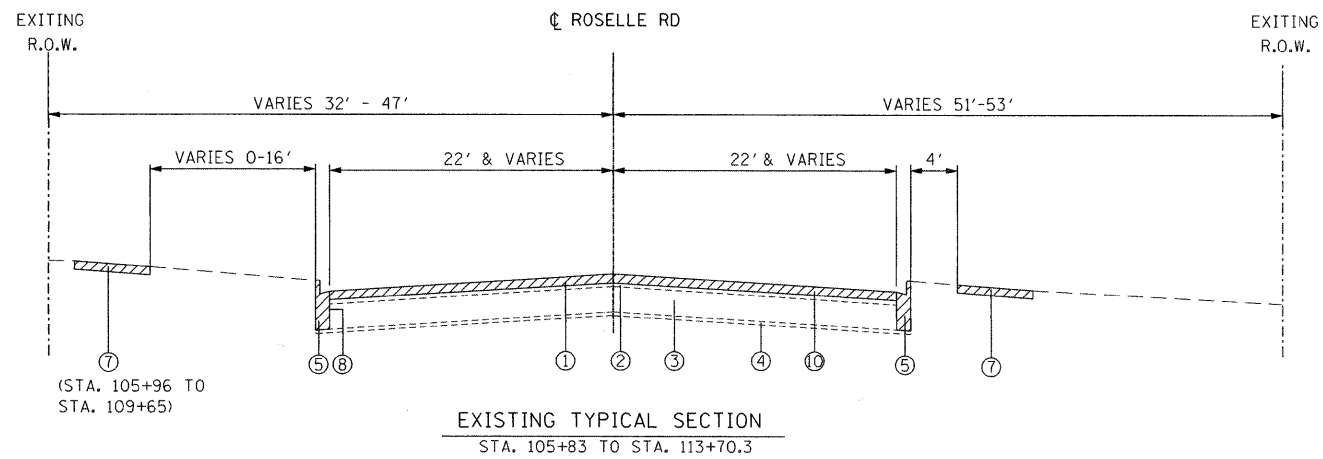 EXITING
R.O.W.
℄ ROSELLE RD
EXITING
R.O.W.
VARIES 32' - 47'
VARIES 51'-53'
VARIES 0-16'
22' & VARIES
22' & VARIES
4'
7
5
8
1
2
3
4
10
5
7
(STA. 105+96 TO
STA. 109+65)
EXISTING TYPICAL SECTION
STA. 105+83 TO STA. 113+70.3